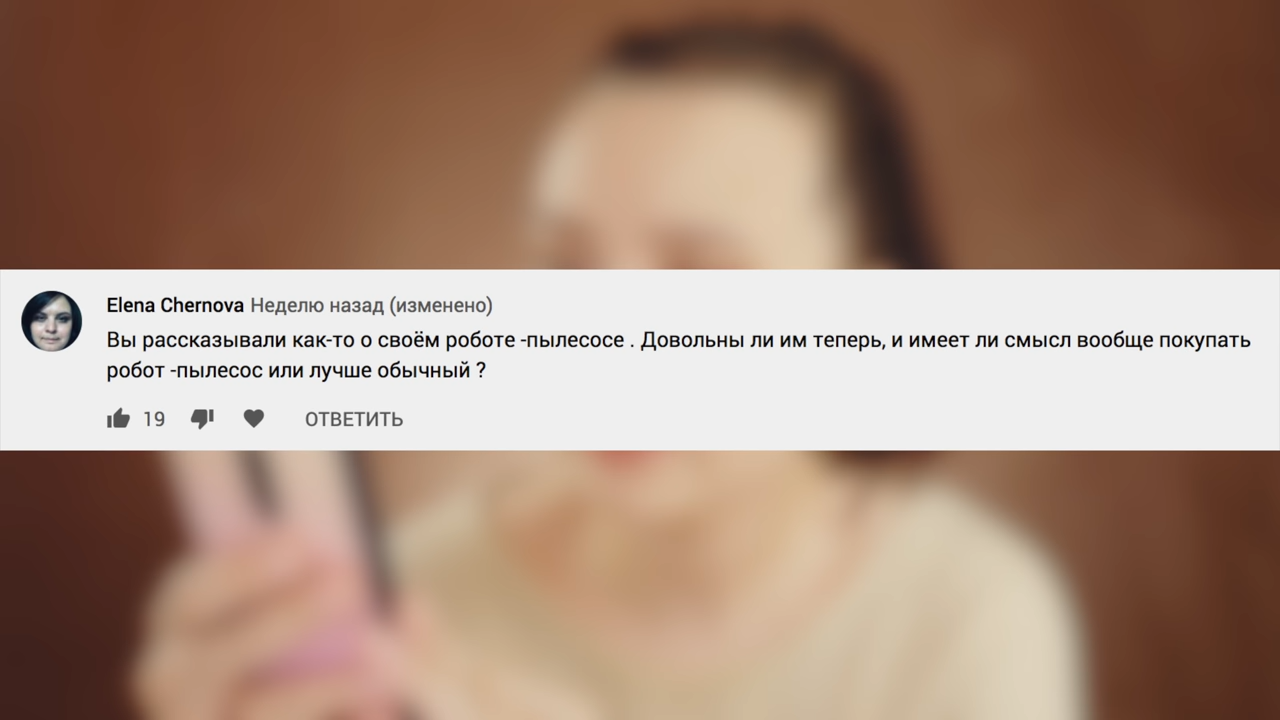 Elena Chernova Неделю назад (изменено)
Вы рассказывали как-то о своём роботе -пылесосе . Довольны ли им теперь, и имеет ли смысл вообще покупать
робот -пылесос или лучше обычный ?
19 ОТВЕТИТЬ